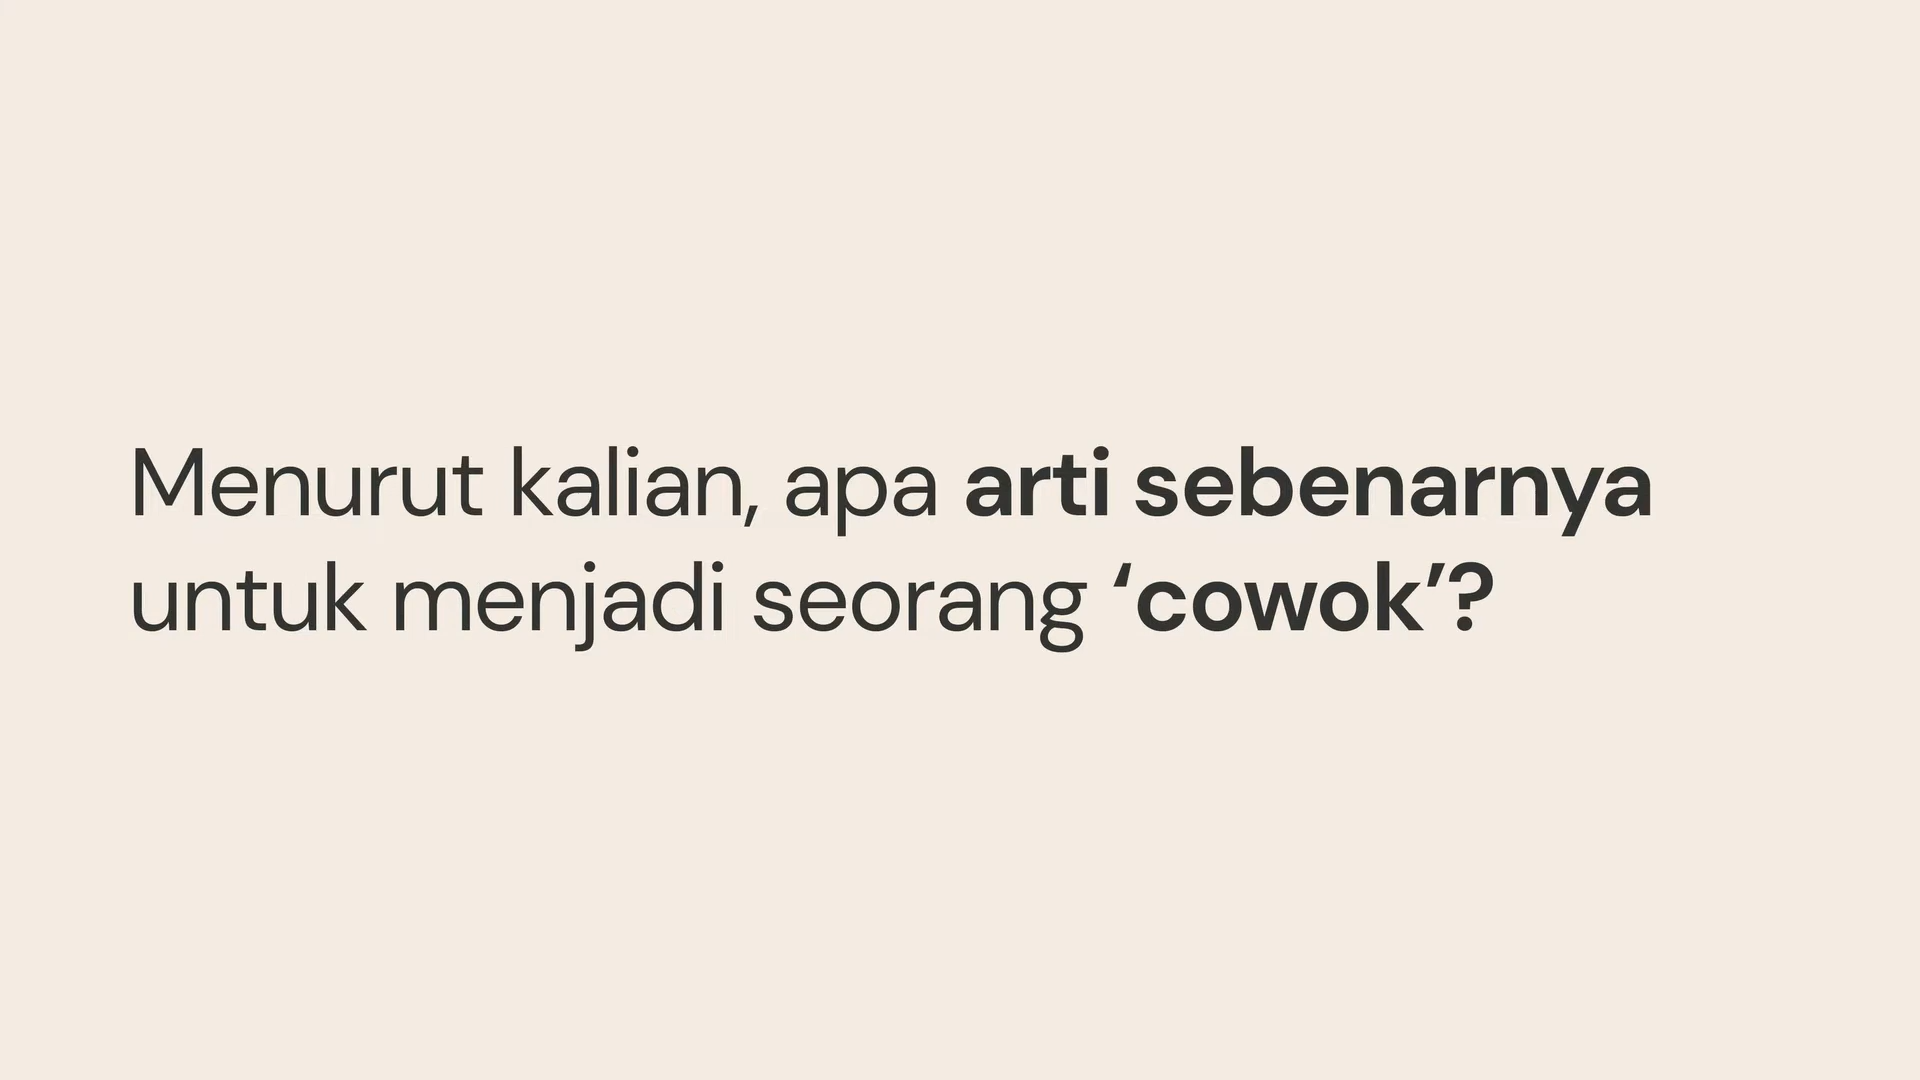 Menurut kalian, apa arti sebenarnya
untuk menjadi seorang ‘cowok’?